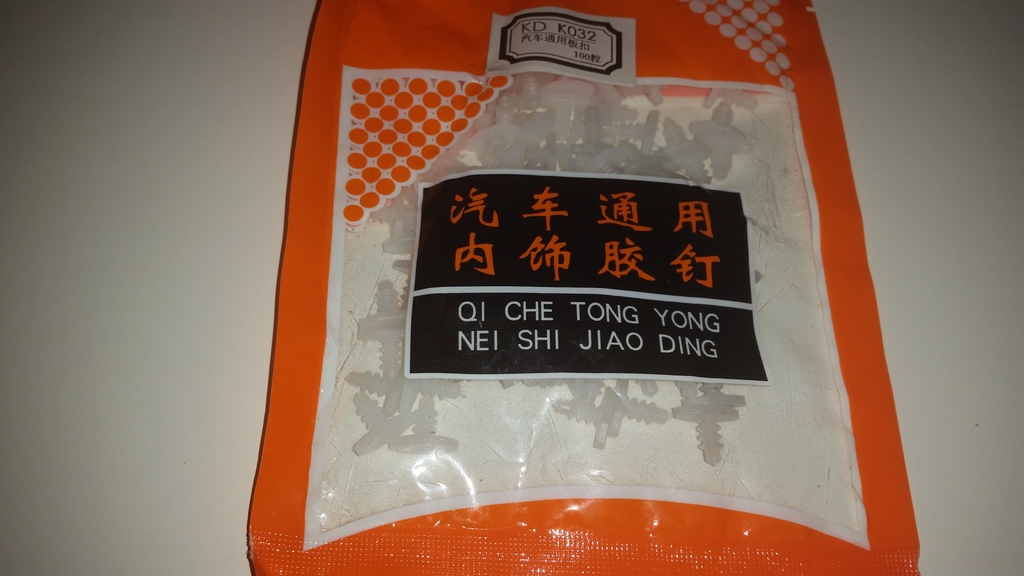 KD K032
汽车通用板扣
100粒
汽车通用
内饰胶钉
QI CHE TONG YONG
NEI SHI JIAO DING